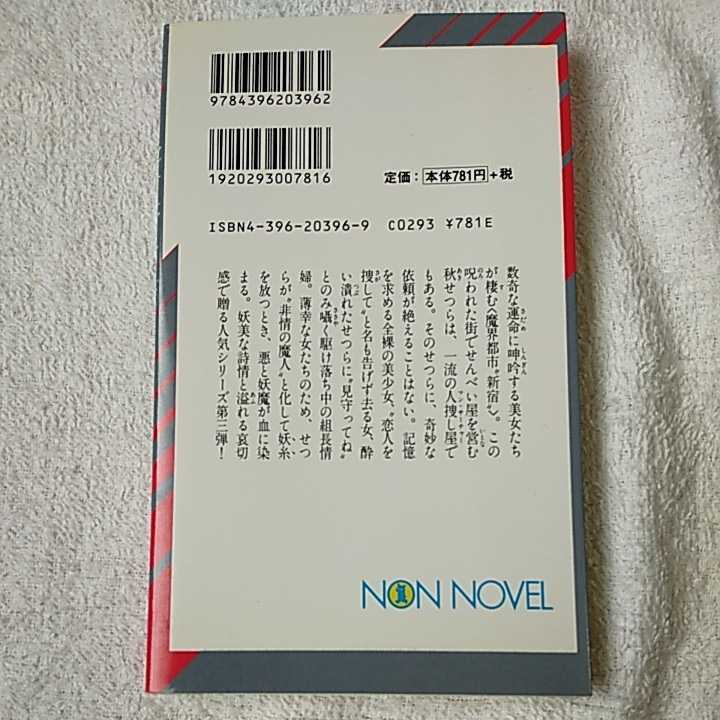 9784396203962
1920293007816
定価：本体781円＋税
ISBN4-396-20396-9 C0293 ¥781E
数奇な運命に呻吟する美女たち
が棲む〈魔界都市"新宿"〉。この
呪われた街でせんべい屋を営む
秋せつらは、一流の人捜し屋で
もある。そのせつらに、奇妙な
依頼が絶えることはない。記憶
を求める全裸の美少女、"恋人を
捜して"と名も告げず去る女、酔
い潰れたせつらに"見守ってね"
とのみ囁く駆け落ち中の組長情
婦。薄幸な女たちのため、せつ
らが"非情の魔人"と化して妖糸
を放つとき、悪と妖魔が血に染
まる。妖美な詩情と溢れる哀切
感で贈る人気シリーズ第三弾！
NON NOVEL